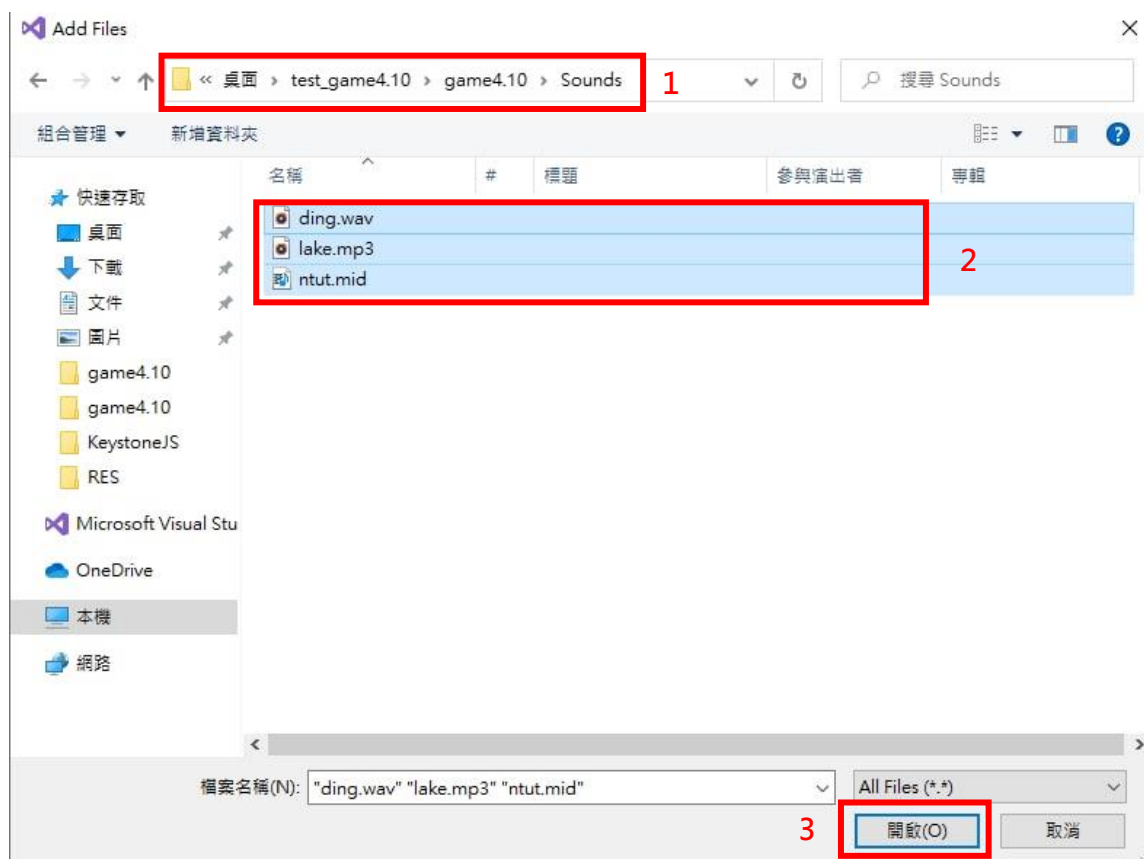 Add Files
« 桌面 › test_game4.10 › game4.10 › Sounds
1
搜尋 Sounds
組合管理
新增資料夾
名稱 # 標題 參與演出者 專輯
快速存取
桌面
下載
文件
圖片
game4.10
game4.10
KeystoneJS
RES
Microsoft Visual Stu
OneDrive
本機
網路
ding.wav
lake.mp3
ntut.mid
2
檔案名稱(N): "ding.wav" "lake.mp3" "ntut.mid"
All Files (*.*)
3
開啟(O)
取消